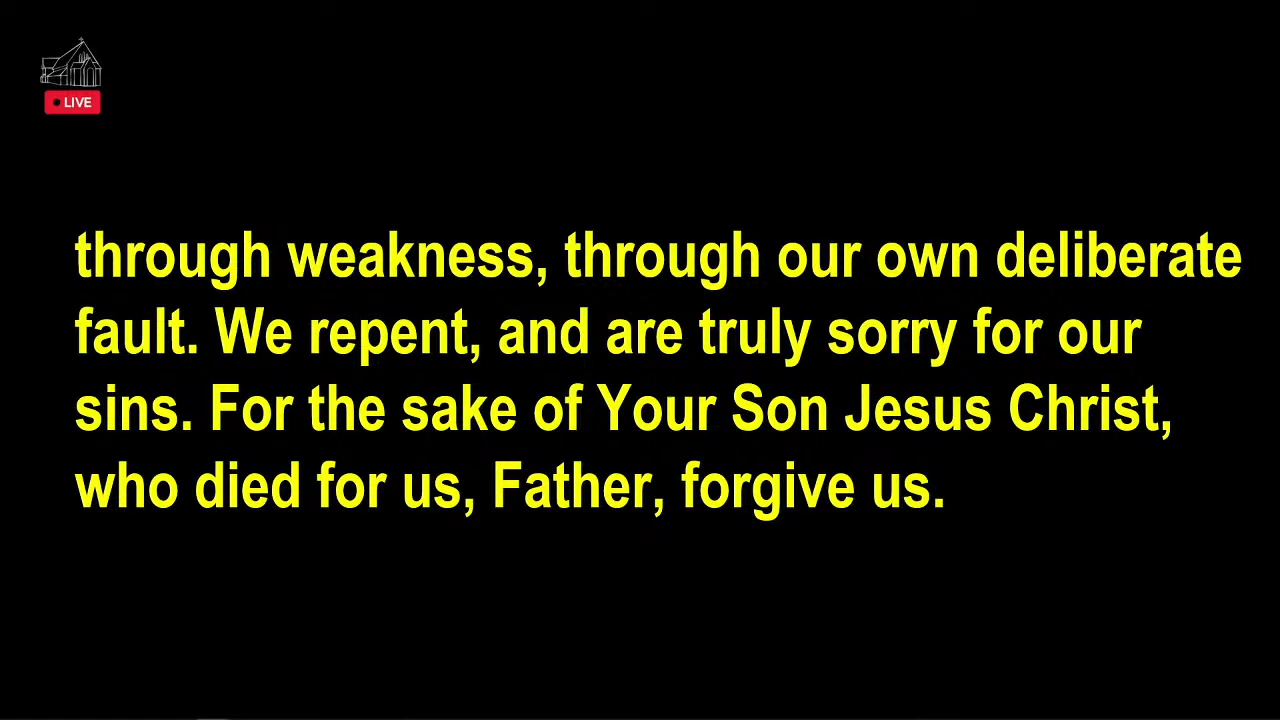 LIVE
through weakness, through our own deliberate
fault. We repent, and are truly sorry for our
sins. For the sake of Your Son Jesus Christ,
who died for us, Father, forgive us.